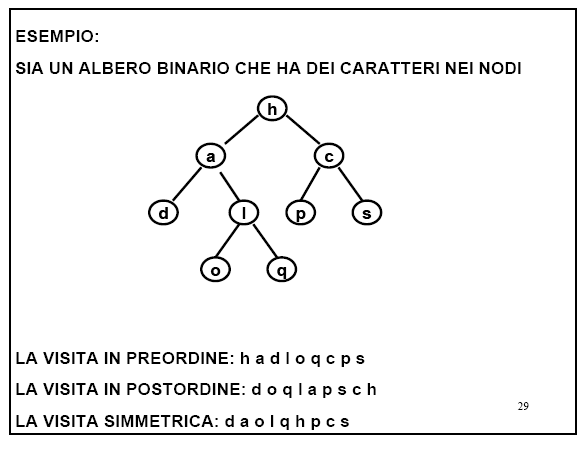 ESEMPIO:
SIA UN ALBERO BINARIO CHE HA DEI CARATTERI NEI NODI
h
a c
d l p s
o q
LA VISITA IN PREORDINE: h a d l o q c p s
LA VISITA IN POSTORDINE: d o q l a p s c h
29
LA VISITA SIMMETRICA: d a o l q h p c s